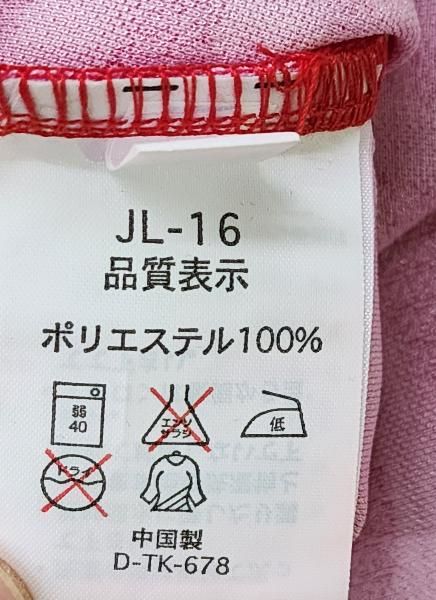 JL-16
品質表示
ポリエステル100%
弱
40
エンソ
サラシ
低
ドライ
中国製
D-TK-678